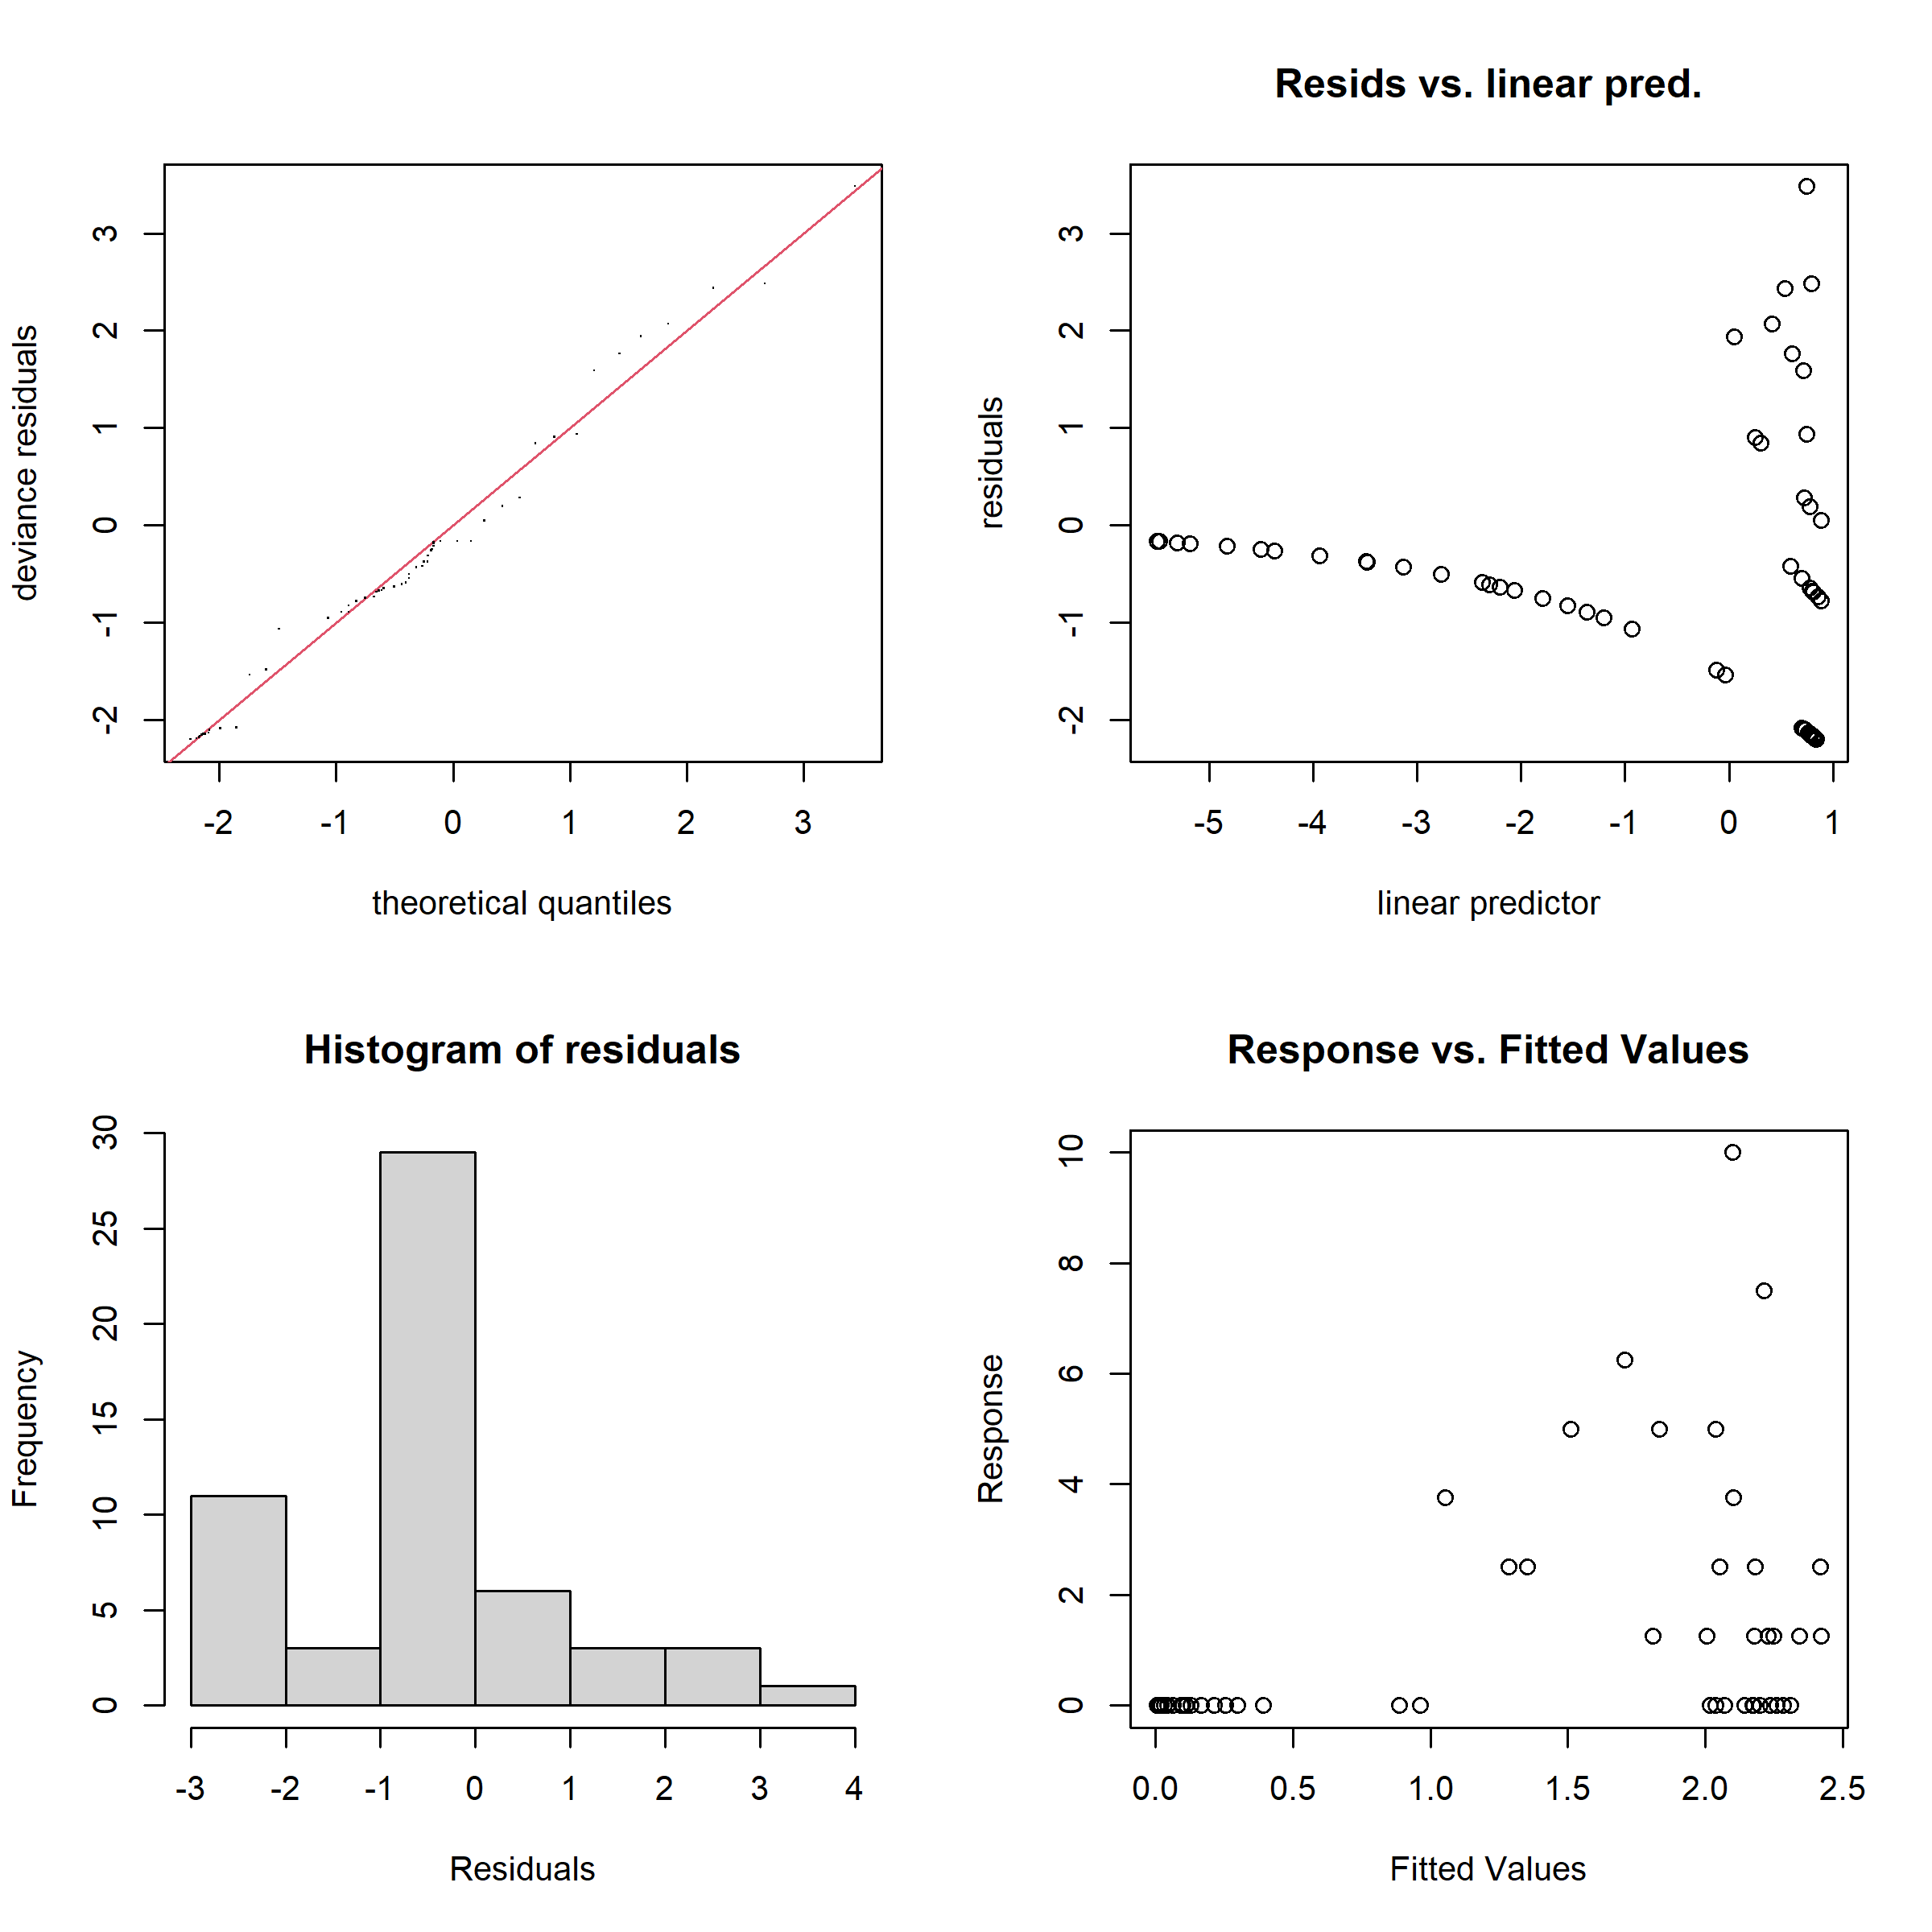 Resids vs. linear pred.
deviance residuals
3
2
1
0
-1
-2
-2 -1 0 1 2 3
theoretical quantiles
residuals
3
2
1
0
-1
-2
-5 -4 -3 -2 -1 0 1
linear predictor
Histogram of residuals
Frequency
30
25
20
15
10
5
0
-3 -2 -1 0 1 2 3 4
Residuals
Response vs. Fitted Values
Response
10
8
6
4
2
0
0.0 0.5 1.0 1.5 2.0 2.5
Fitted Values